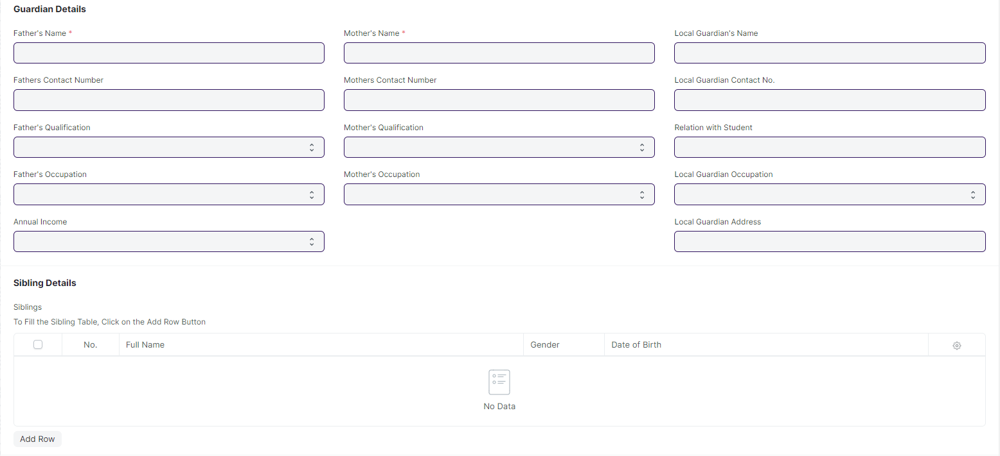 Guardian Details
Father's Name * Mother's Name * Local Guardian's Name
Fathers Contact Number Mothers Contact Number Local Guardian Contact No.
Father's Qualification Mother's Qualification Relation with Student
Father's Occupation Mother's Occupation Local Guardian Occupation
Annual Income Local Guardian Address
Sibling Details
Siblings
To Fill the Sibling Table, Click on the Add Row Button
No. Full Name Gender Date of Birth
No Data
Add Row